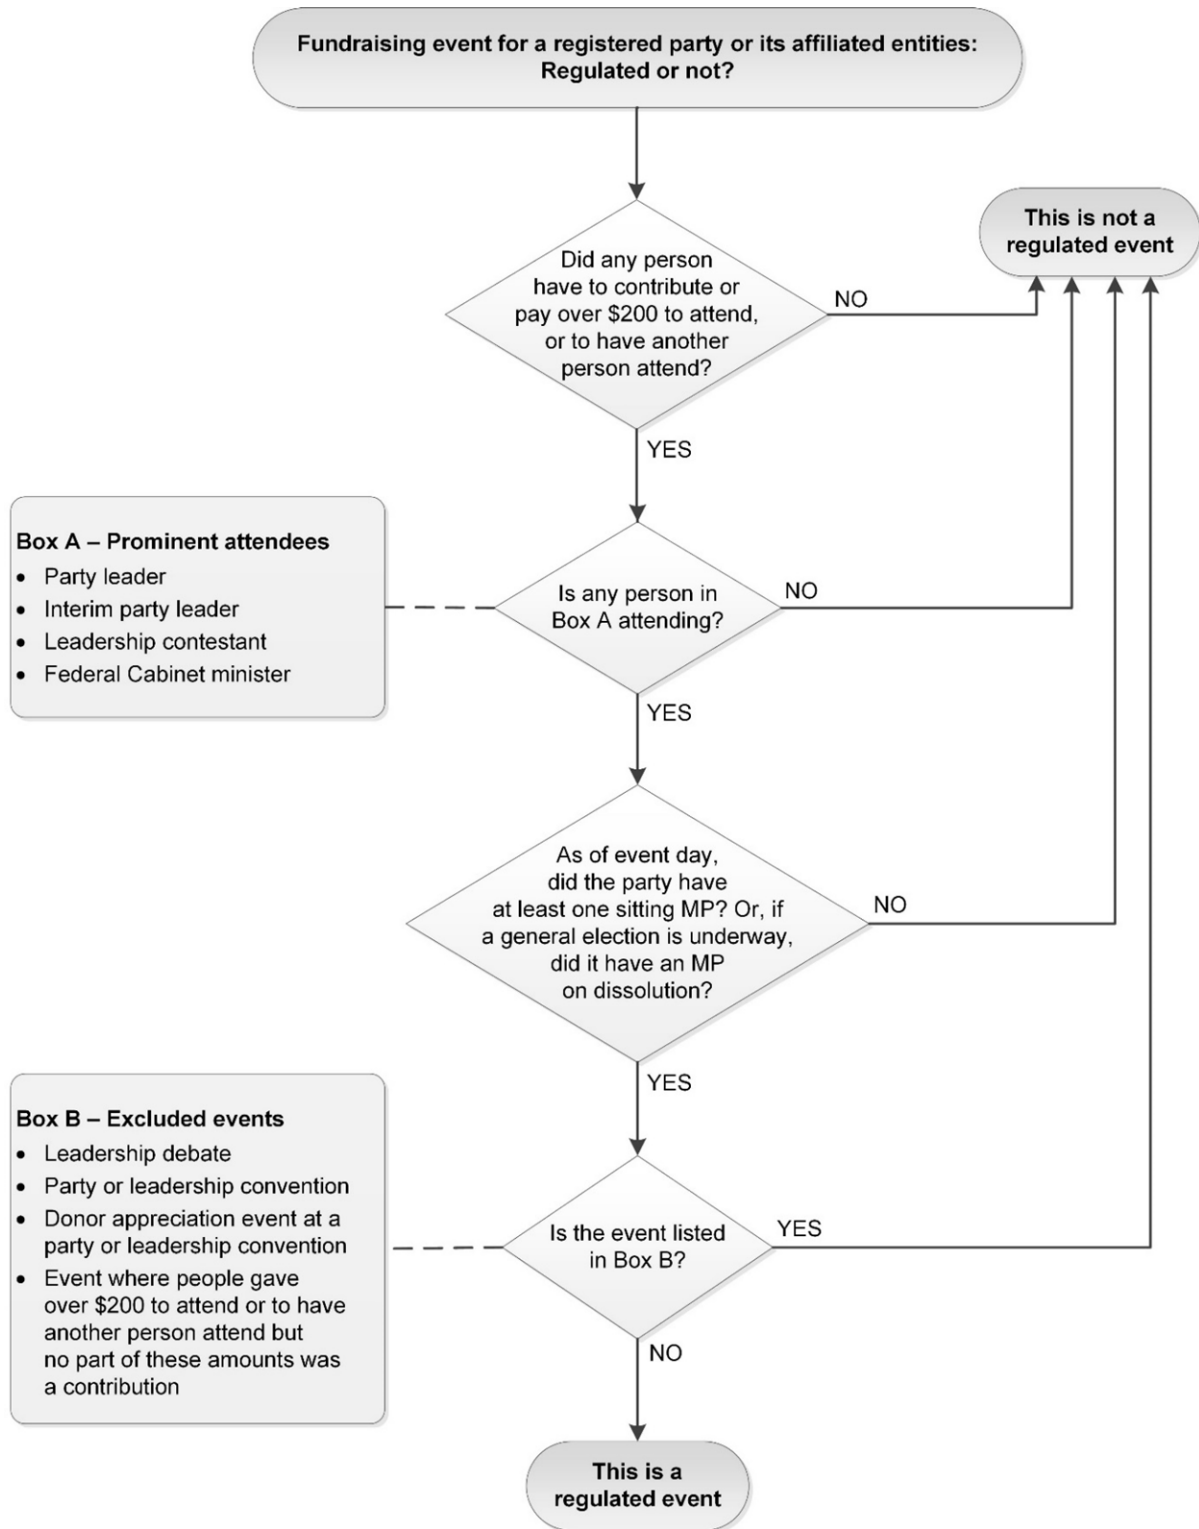 Fundraising event for a registered party or its affiliated entities:
Regulated or not?
This is not a
regulated event
Did any person
have to contribute or
pay over $200 to attend,
or to have another
person attend?
NO
YES
Box A – Prominent attendees
• Party leader
• Interim party leader
• Leadership contestant
• Federal Cabinet minister
Is any person in
Box A attending?
NO
YES
As of event day,
did the party have
at least one sitting MP? Or, if
a general election is underway,
did it have an MP
on dissolution?
NO
YES
Box B – Excluded events
• Leadership debate
• Party or leadership convention
• Donor appreciation event at a
party or leadership convention
• Event where people gave
over $200 to attend or to have
another person attend but
no part of these amounts was
a contribution
Is the event listed
in Box B?
YES
NO
This is a
regulated event